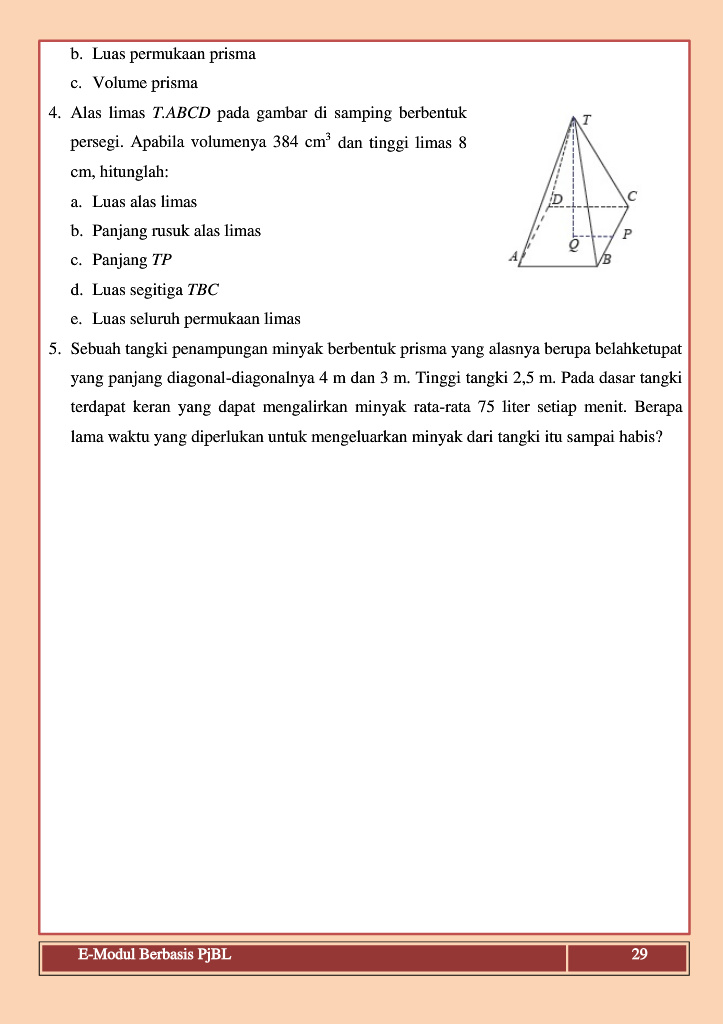 b. Luas permukaan prisma
c. Volume prisma
4. Alas limas T.ABCD pada gambar di samping berbentuk
persegi. Apabila volumenya 384 cm³ dan tinggi limas 8
cm, hitunglah:
a. Luas alas limas
b. Panjang rusuk alas limas
c. Panjang TP
d. Luas segitiga TBC
e. Luas seluruh permukaan limas
T
D
C
Q
P
A
B
5. Sebuah tangki penampungan minyak berbentuk prisma yang alasnya berupa belahketupat
yang panjang diagonal-diagonalnya 4 m dan 3 m. Tinggi tangki 2,5 m. Pada dasar tangki
terdapat keran yang dapat mengalirkan minyak rata-rata 75 liter setiap menit. Berapa
lama waktu yang diperlukan untuk mengeluarkan minyak dari tangki itu sampai habis?
E-Modul Berbasis PjBL
29